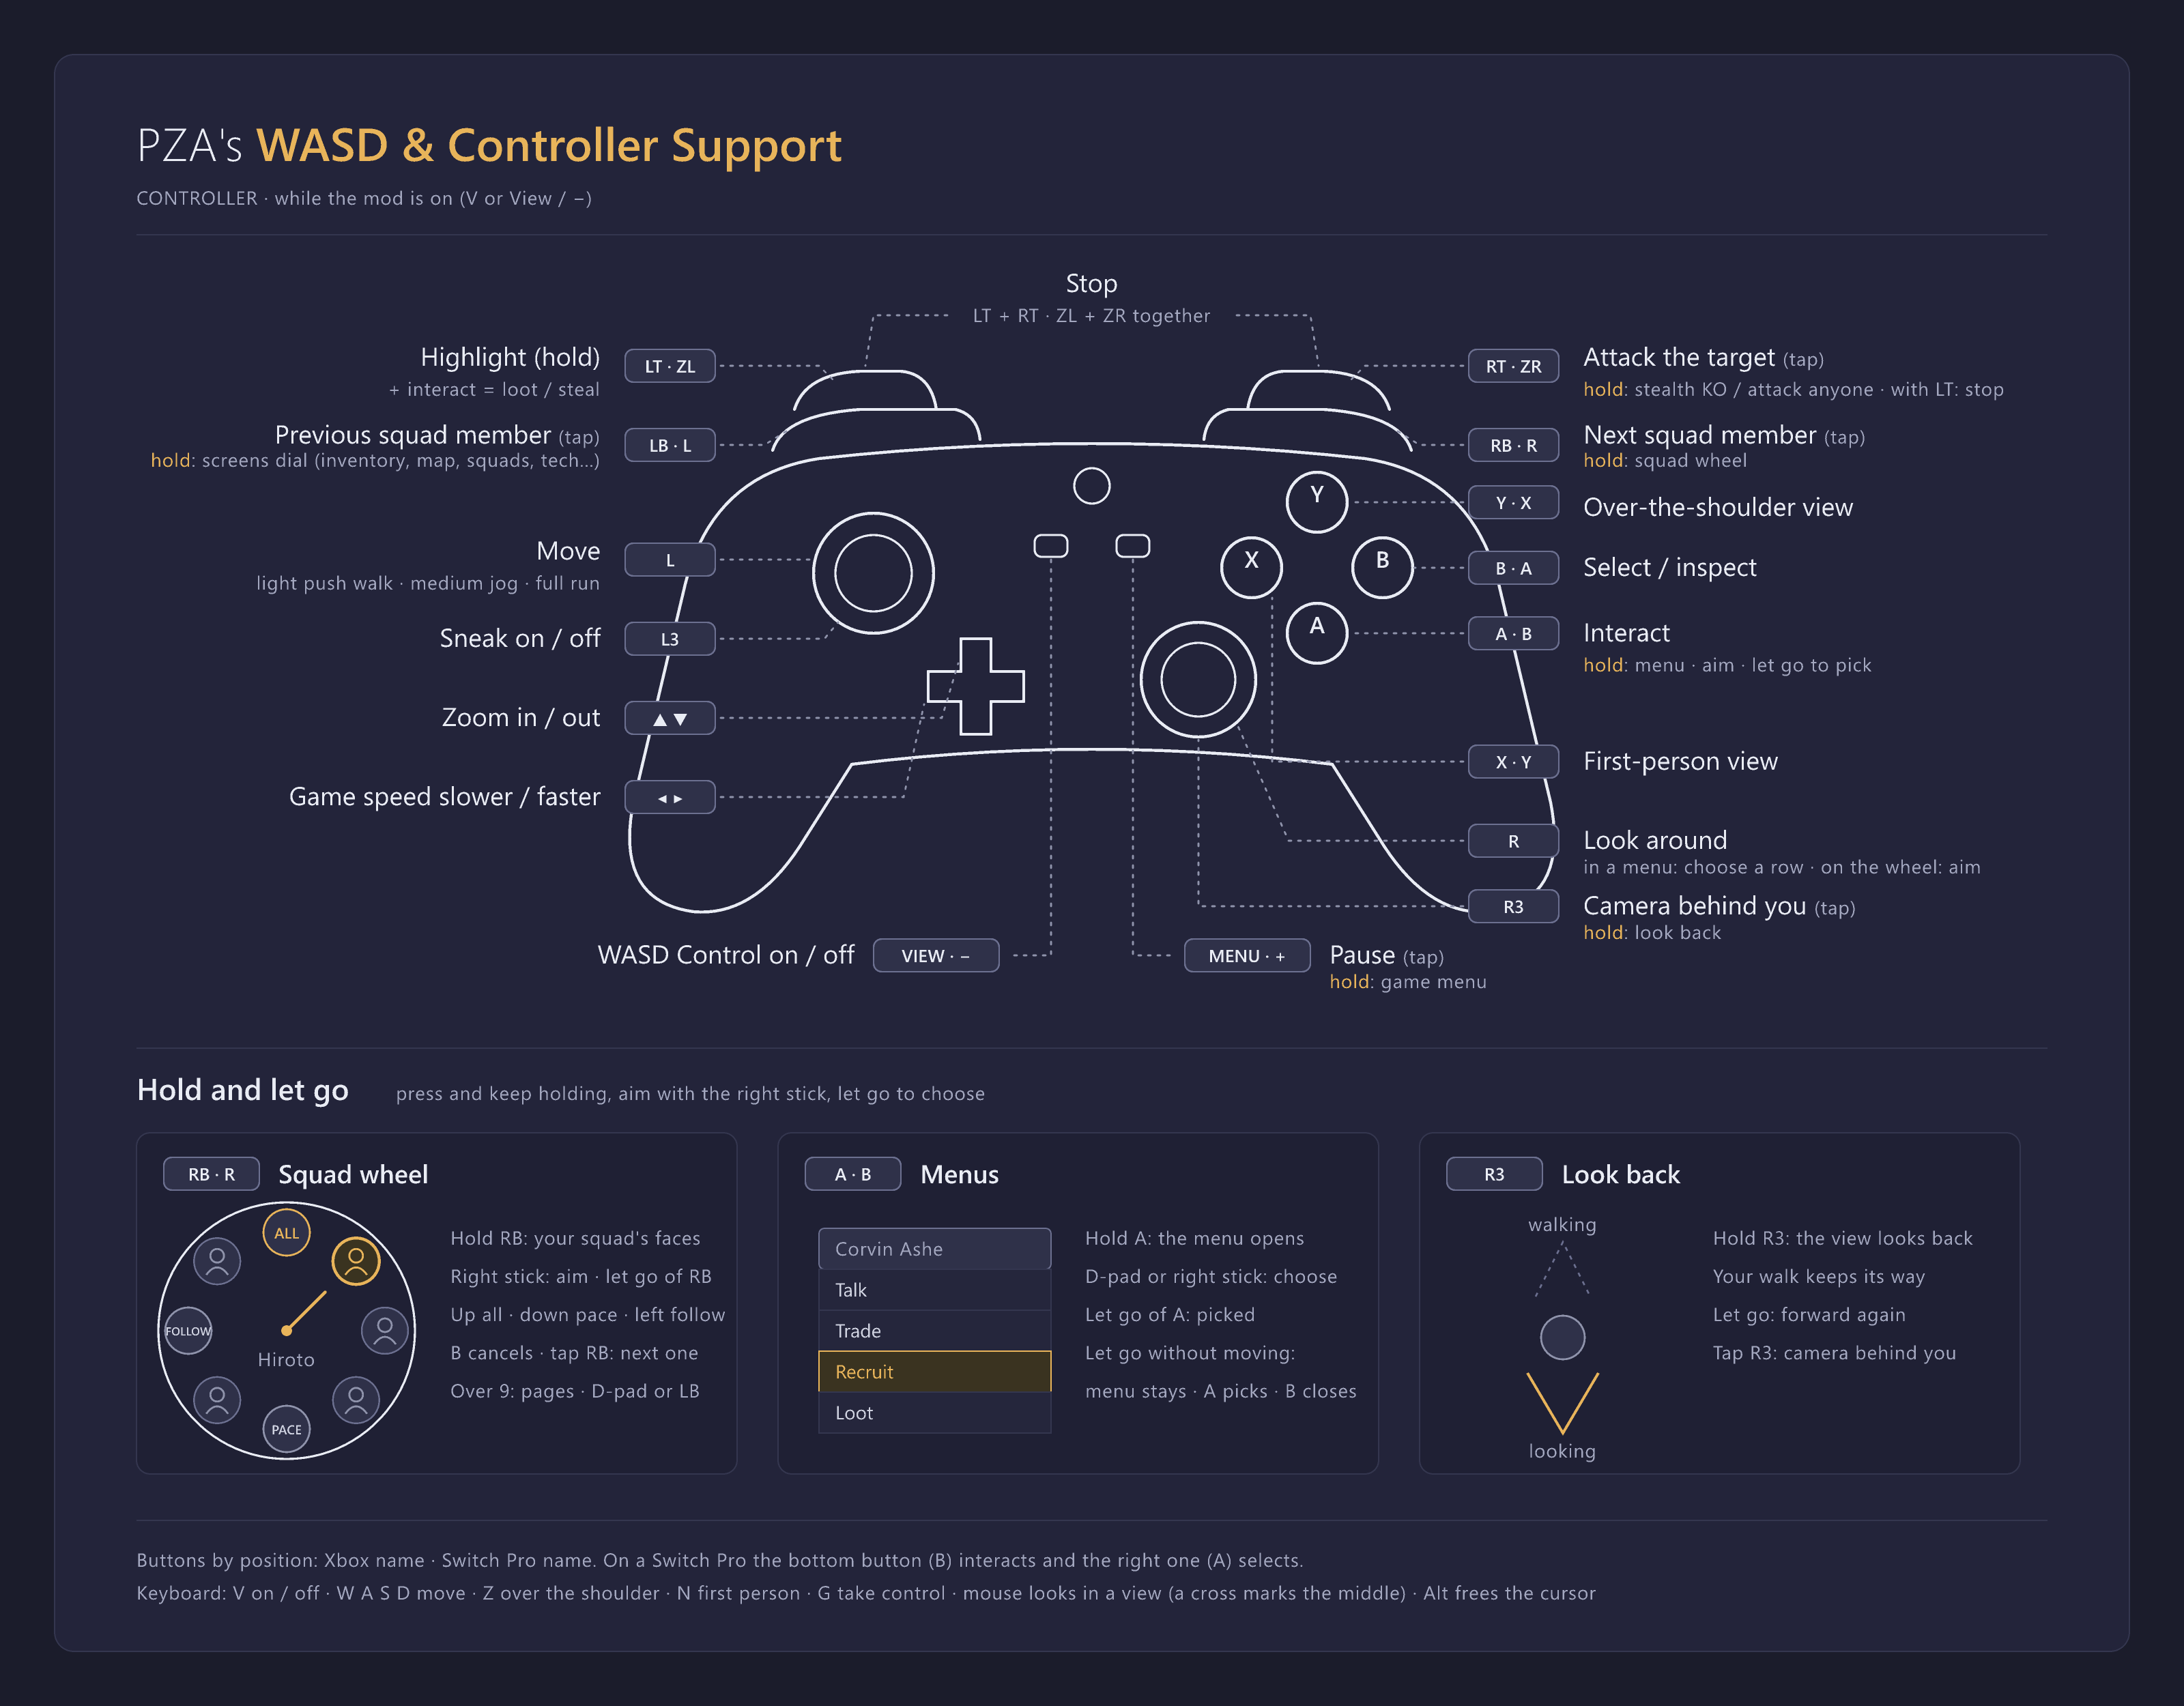 PZA's WASD & Controller Support
CONTROLLER · while the mod is on (V or View / −)
Stop
LT + RT · ZL + ZR together
Highlight (hold)
+ interact = loot / steal
LT · ZL
Previous squad member (tap)
hold: screens dial (inventory, map, squads, tech...)
LB · L
Move
light push walk · medium jog · full run
L
Sneak on / off
L3
Zoom in / out
▲ ▼
Game speed slower / faster
◂ ▸
Y
X
B
A
RT · ZR
Attack the target (tap)
hold: stealth KO / attack anyone · with LT: stop
RB · R
Next squad member (tap)
hold: squad wheel
Y · X
Over-the-shoulder view
B · A
Select / inspect
A · B
Interact
hold: menu · aim · let go to pick
X · Y
First-person view
R
Look around
in a menu: choose a row · on the wheel: aim
R3
Camera behind you (tap)
hold: look back
WASD Control on / off
VIEW · −
MENU · +
Pause (tap)
hold: game menu
Hold and let go
press and keep holding, aim with the right stick, let go to choose
RB · R
Squad wheel
ALL
FOLLOW
Hiroto
PACE
Hold RB: your squad's faces
Right stick: aim · let go of RB
Up all · down pace · left follow
B cancels · tap RB: next one
Over 9: pages · D-pad or LB
A · B
Menus
Corvin Ashe
Talk
Trade
Recruit
Loot
Hold A: the menu opens
D-pad or right stick: choose
Let go of A: picked
Let go without moving:
menu stays · A picks · B closes
R3
Look back
walking
looking
Hold R3: the view looks back
Your walk keeps its way
Let go: forward again
Tap R3: camera behind you
Buttons by position: Xbox name · Switch Pro name. On a Switch Pro the bottom button (B) interacts and the right one (A) selects.
Keyboard: V on / off · W A S D move · Z over the shoulder · N first person · G take control · mouse looks in a view (a cross marks the middle) · Alt frees the cursor